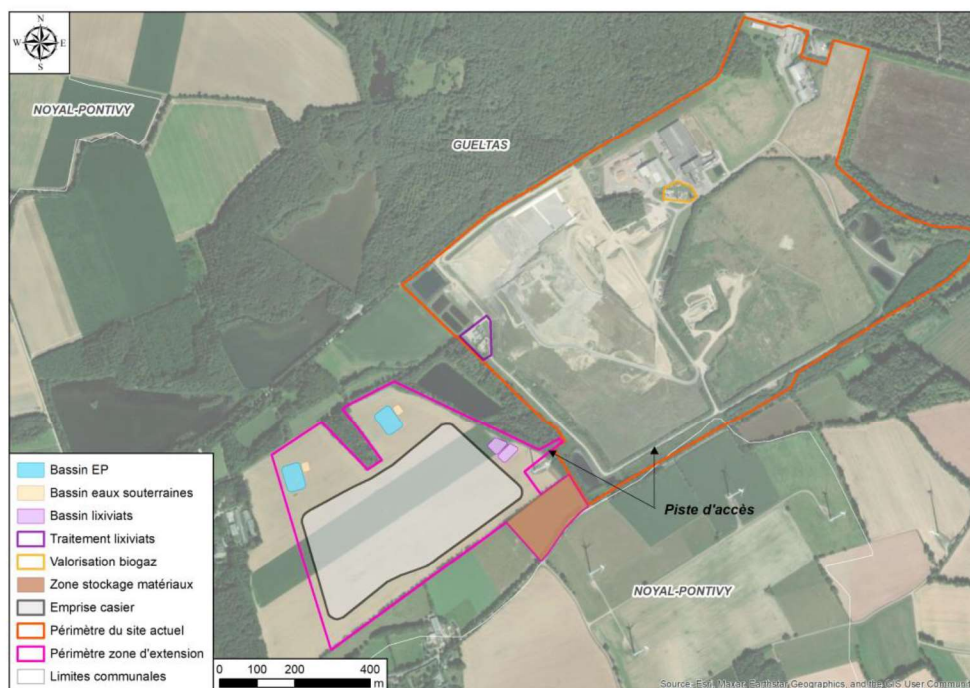 N
W E
S
NOYAL-PONTIVY
GUELTAS
Piste d'accès
NOYAL-PONTIVY
Bassin EP
Bassin eaux souterraines
Bassin lixiviats
Traitement lixiviats
Valorisation biogaz
Zone stockage matériaux
Emprise casier
Périmètre du site actuel
Périmètre zone d'extension
Limites communales
0 100 200 400
m
Source: Esri, Maxar, Earthstar Geographics, and the GIS User Communit